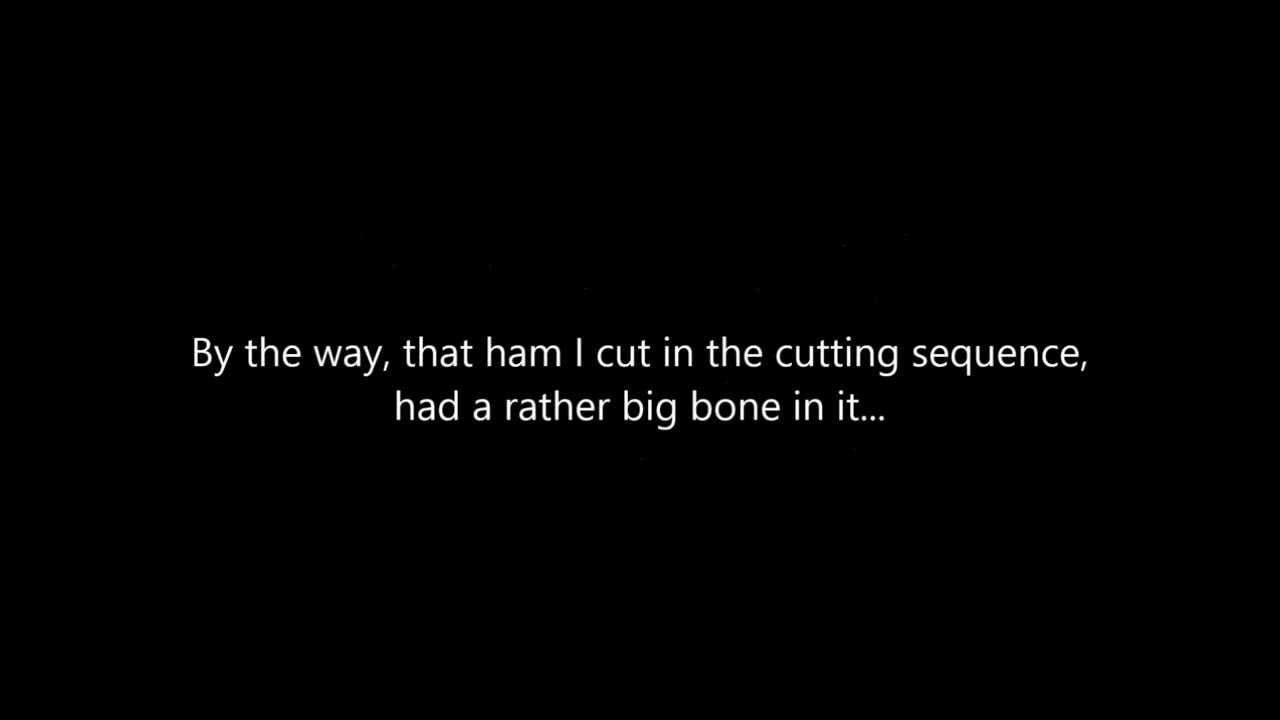 By the way, that ham I cut in the cutting sequence,
had a rather big bone in it...